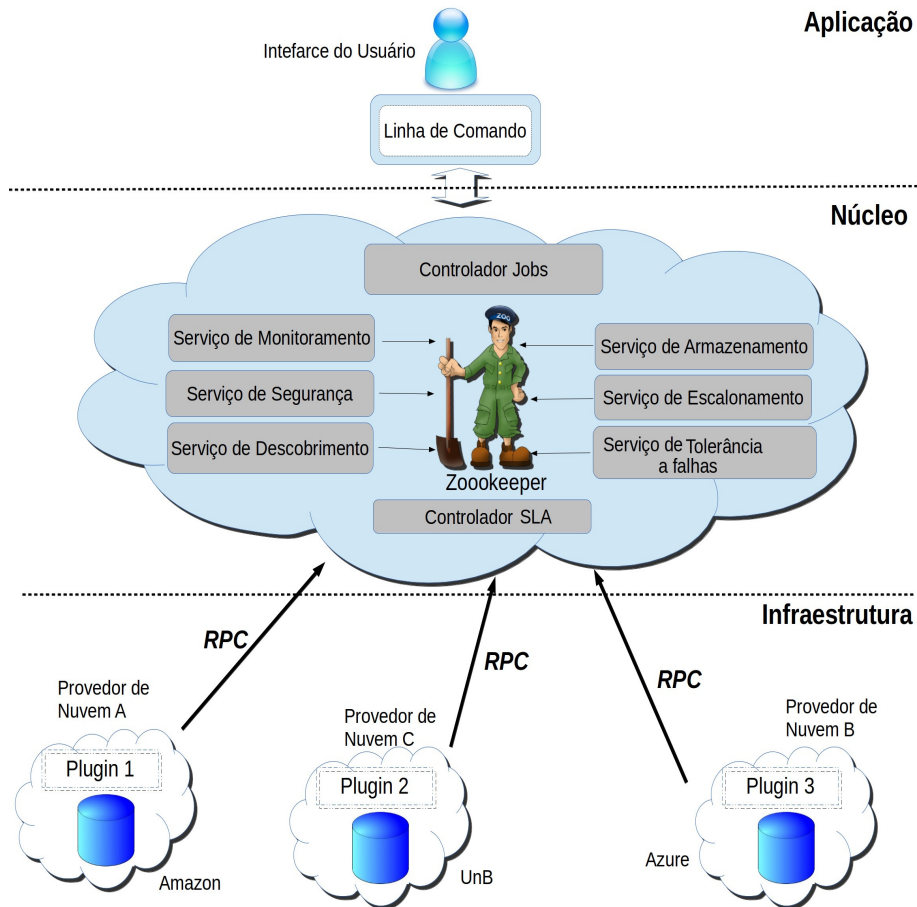 Aplicação
Intefarce do Usuário
Linha de Comando
Núcleo
Controlador Jobs
ZOO
Serviço de Monitoramento
Serviço de Armazenamento
Serviço de Segurança
Serviço de Escalonamento
Serviço de Descobrimento
Serviço de Tolerância
a falhas
Zoookeeper
Controlador SLA
Infraestrutura
RPC
RPC
RPC
Provedor de
Nuvem A
Plugin 1
Amazon
Provedor de
Nuvem C
Plugin 2
UnB
Provedor de
Nuvem B
Plugin 3
Azure